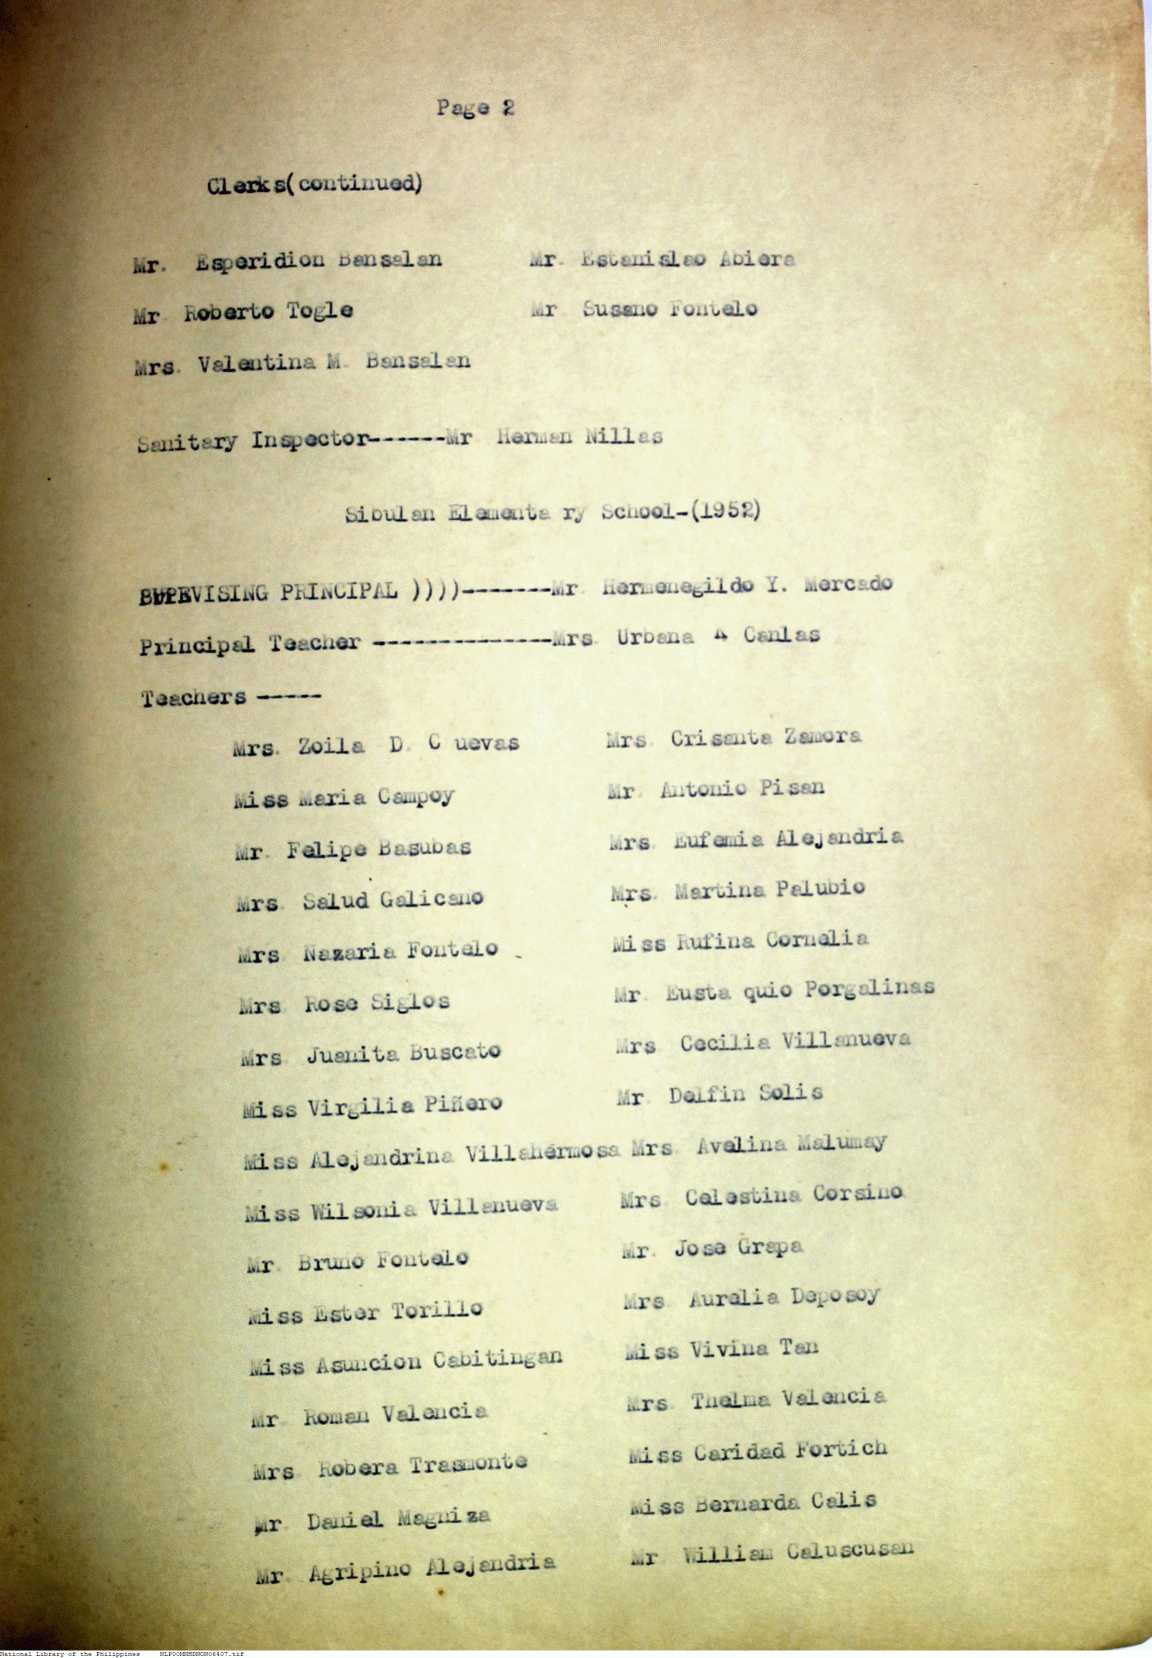 Page 2
Clerks(continued)
Mr. Esperidion Bansalan Mr. Estanislao Abiera
Mr Roberto Togle Mr Susano Fontelo
Mrs. Valentina M. Bansalan
Sanitary Inspector------Mr Herman Nillas
Sibulan Elementa ry School-(1952)
SUPEVISING PRINCIPAL ))))-------Mr Hermenegildo Y. Mercado
Principal Teacher --------------Mrs. Urbana A Canlas
Teachers -----
Mrs. Zoila D. C uevas Mrs. Crisanta Zamora
Miss Maria Campoy Mr. Antonio Pisan
Mr. Felipe Basubas Mrs. Eufemia Alejandria
Mrs. Salud Galicano Mrs. Martina Palubio
Mrs Nazaria Fontelo Miss Rufina Cornelia
Mrs Rose Siglos Mr. Eusta quio Porgalinas
Mrs Juanita Buscato Mrs Cecilia Villanueva
Miss Virgilia Piñero Mr Delfin Solis
Miss Alejandrina Villahermosa Mrs. Avelina Malumay
Miss Wilsonia Villanueva Mrs. Celestina Corsino
Mr. Bruno Fontelo Mr. Jose Grapa
Miss Ester Torillo Mrs Aurelia Deposoy
Miss Asuncion Cabitingan Miss Vivina Tan
Mr Roman Valencia Mrs. Thelma Valencia
Mrs Robera Trasmonte Miss Caridad Fortich
Mr. Daniel Magniza Miss Bernarda Calis
Mr. Agripino Alejandria Mr William Caluscusan
National Library of the Philippines